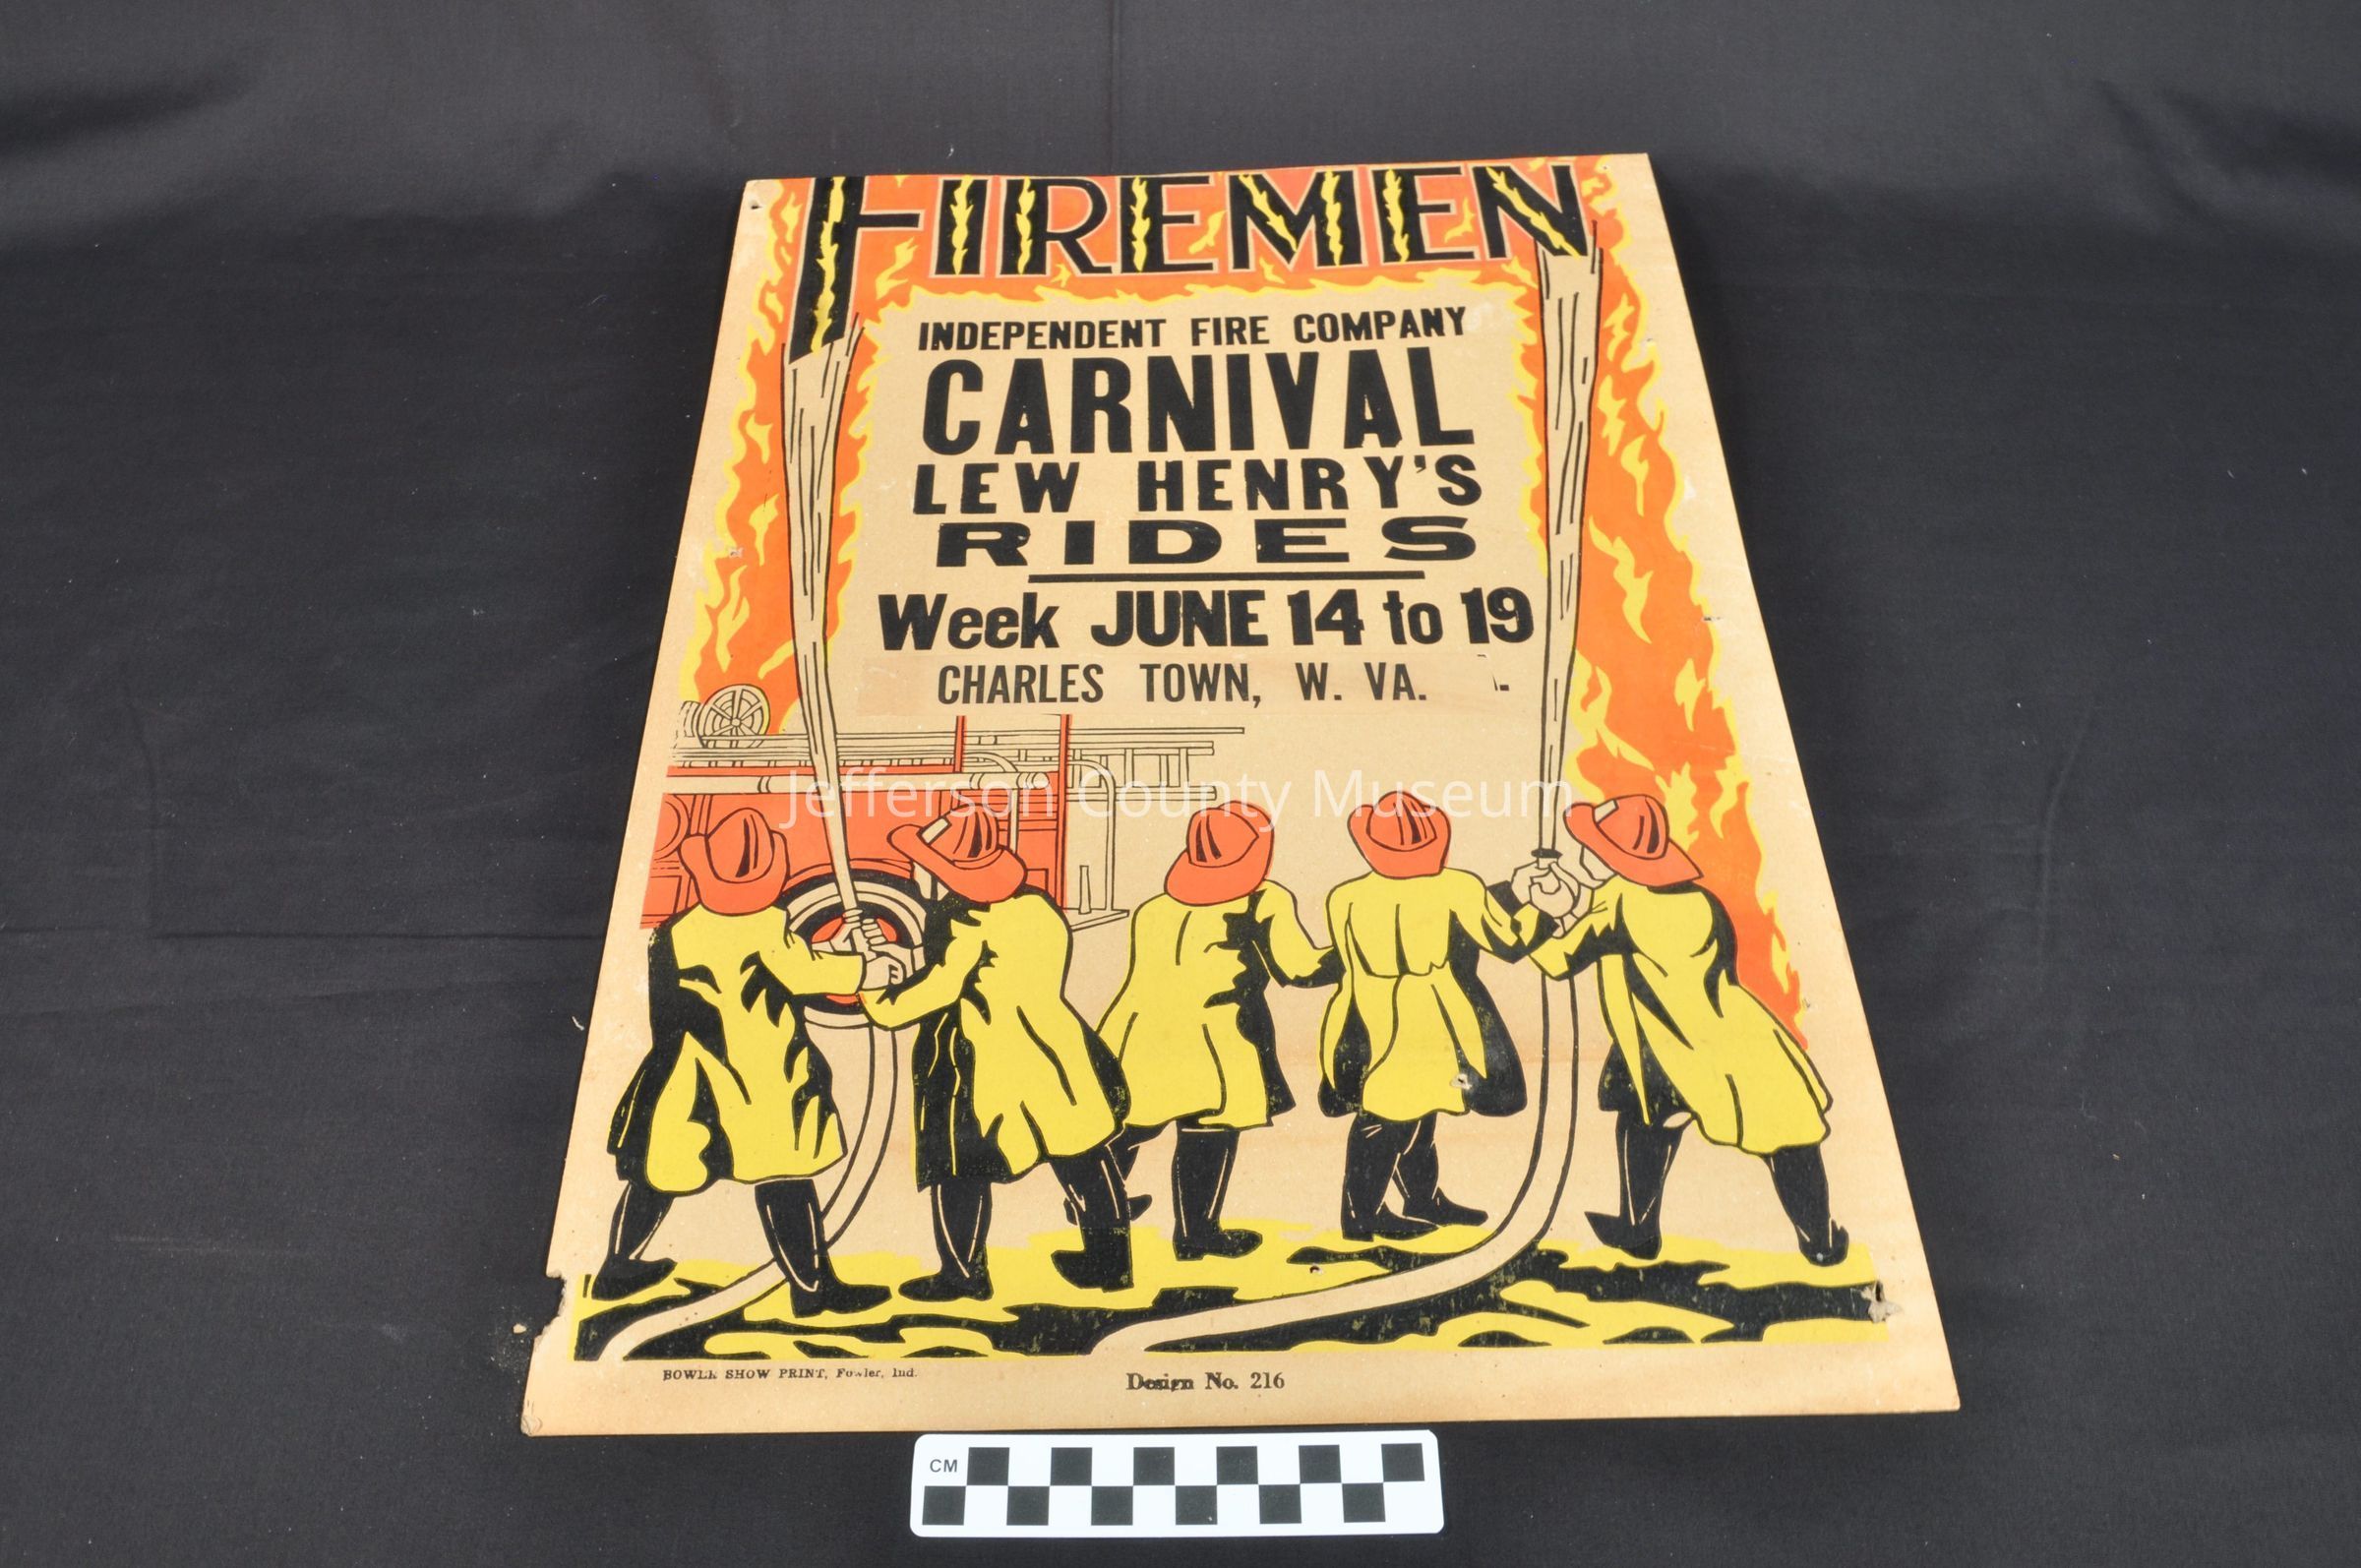 FIREMEN
INDEPENDENT FIRE COMPANY
CARNIVAL
LEW HENRY'S
RIDES
Week JUNE 14 to 19
CHARLES TOWN, W. VA.
Jefferson County Museum
BOWER SHOW PRINT, Fowler, Ind.
Design No. 216
CM